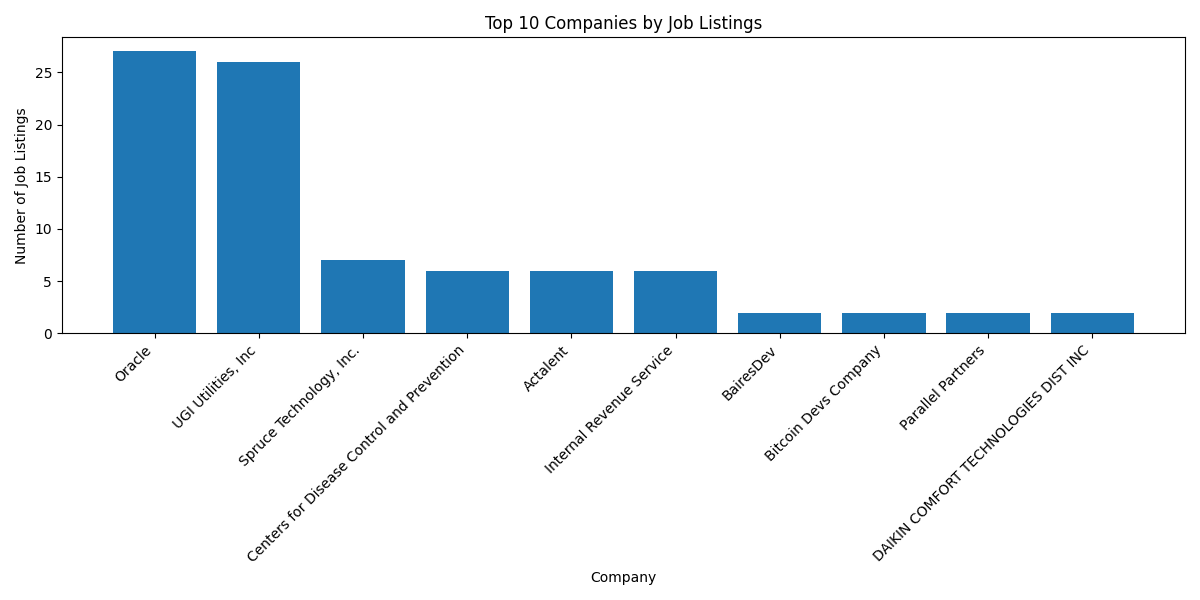 Top 10 Companies by Job Listings
Number of Job Listings
25
20
15
10
5
0
Oracle
UGI Utilities, Inc
Spruce Technology, Inc.
Centers for Disease Control and Prevention
Actalent
Internal Revenue Service
BairesDev
Bitcoin Devs Company
Parallel Partners
DAIKIN COMFORT TECHNOLOGIES DIST INC
Company